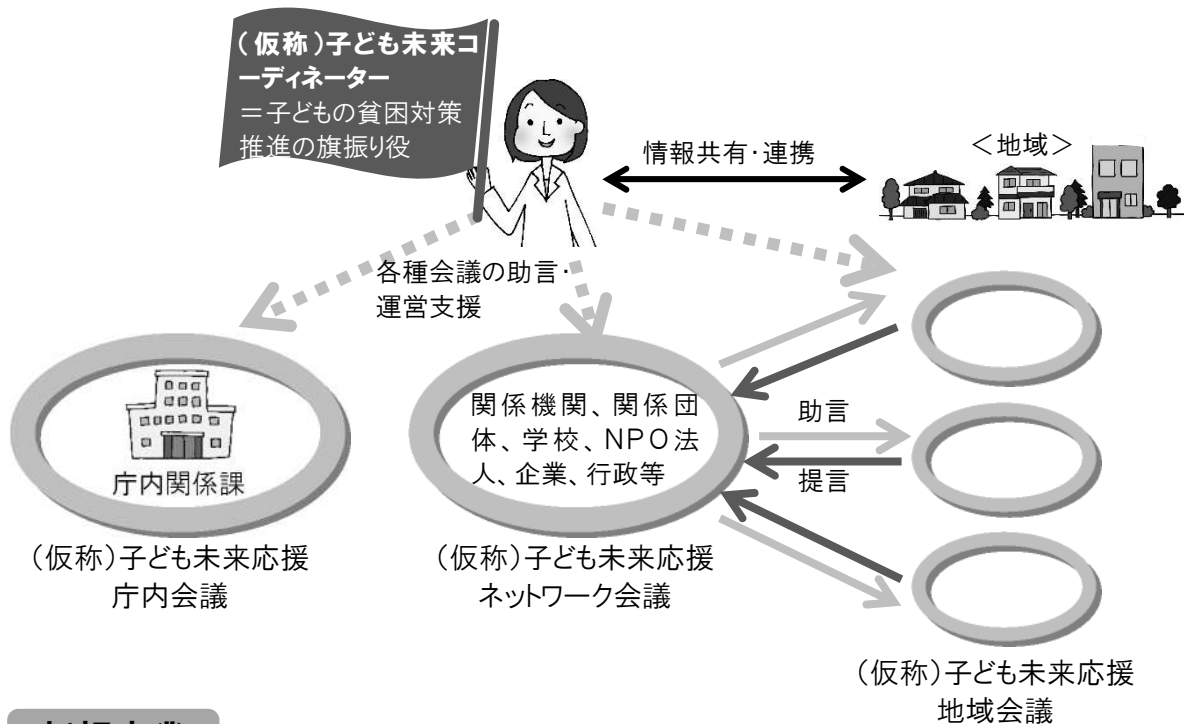 (仮称)子ども未来コ
ーディネーター
=子どもの貧困対策
推進の旗振り役
情報共有・連携
<地域>
各種会議の助言・
運営支援
庁内関係課
(仮称)子ども未来応援
庁内会議
関係機関、関係団
体、学校、NPO法
人、企業、行政等
(仮称)子ども未来応援
ネットワーク会議
助言
提言
(仮称)子ども未来応援
地域会議